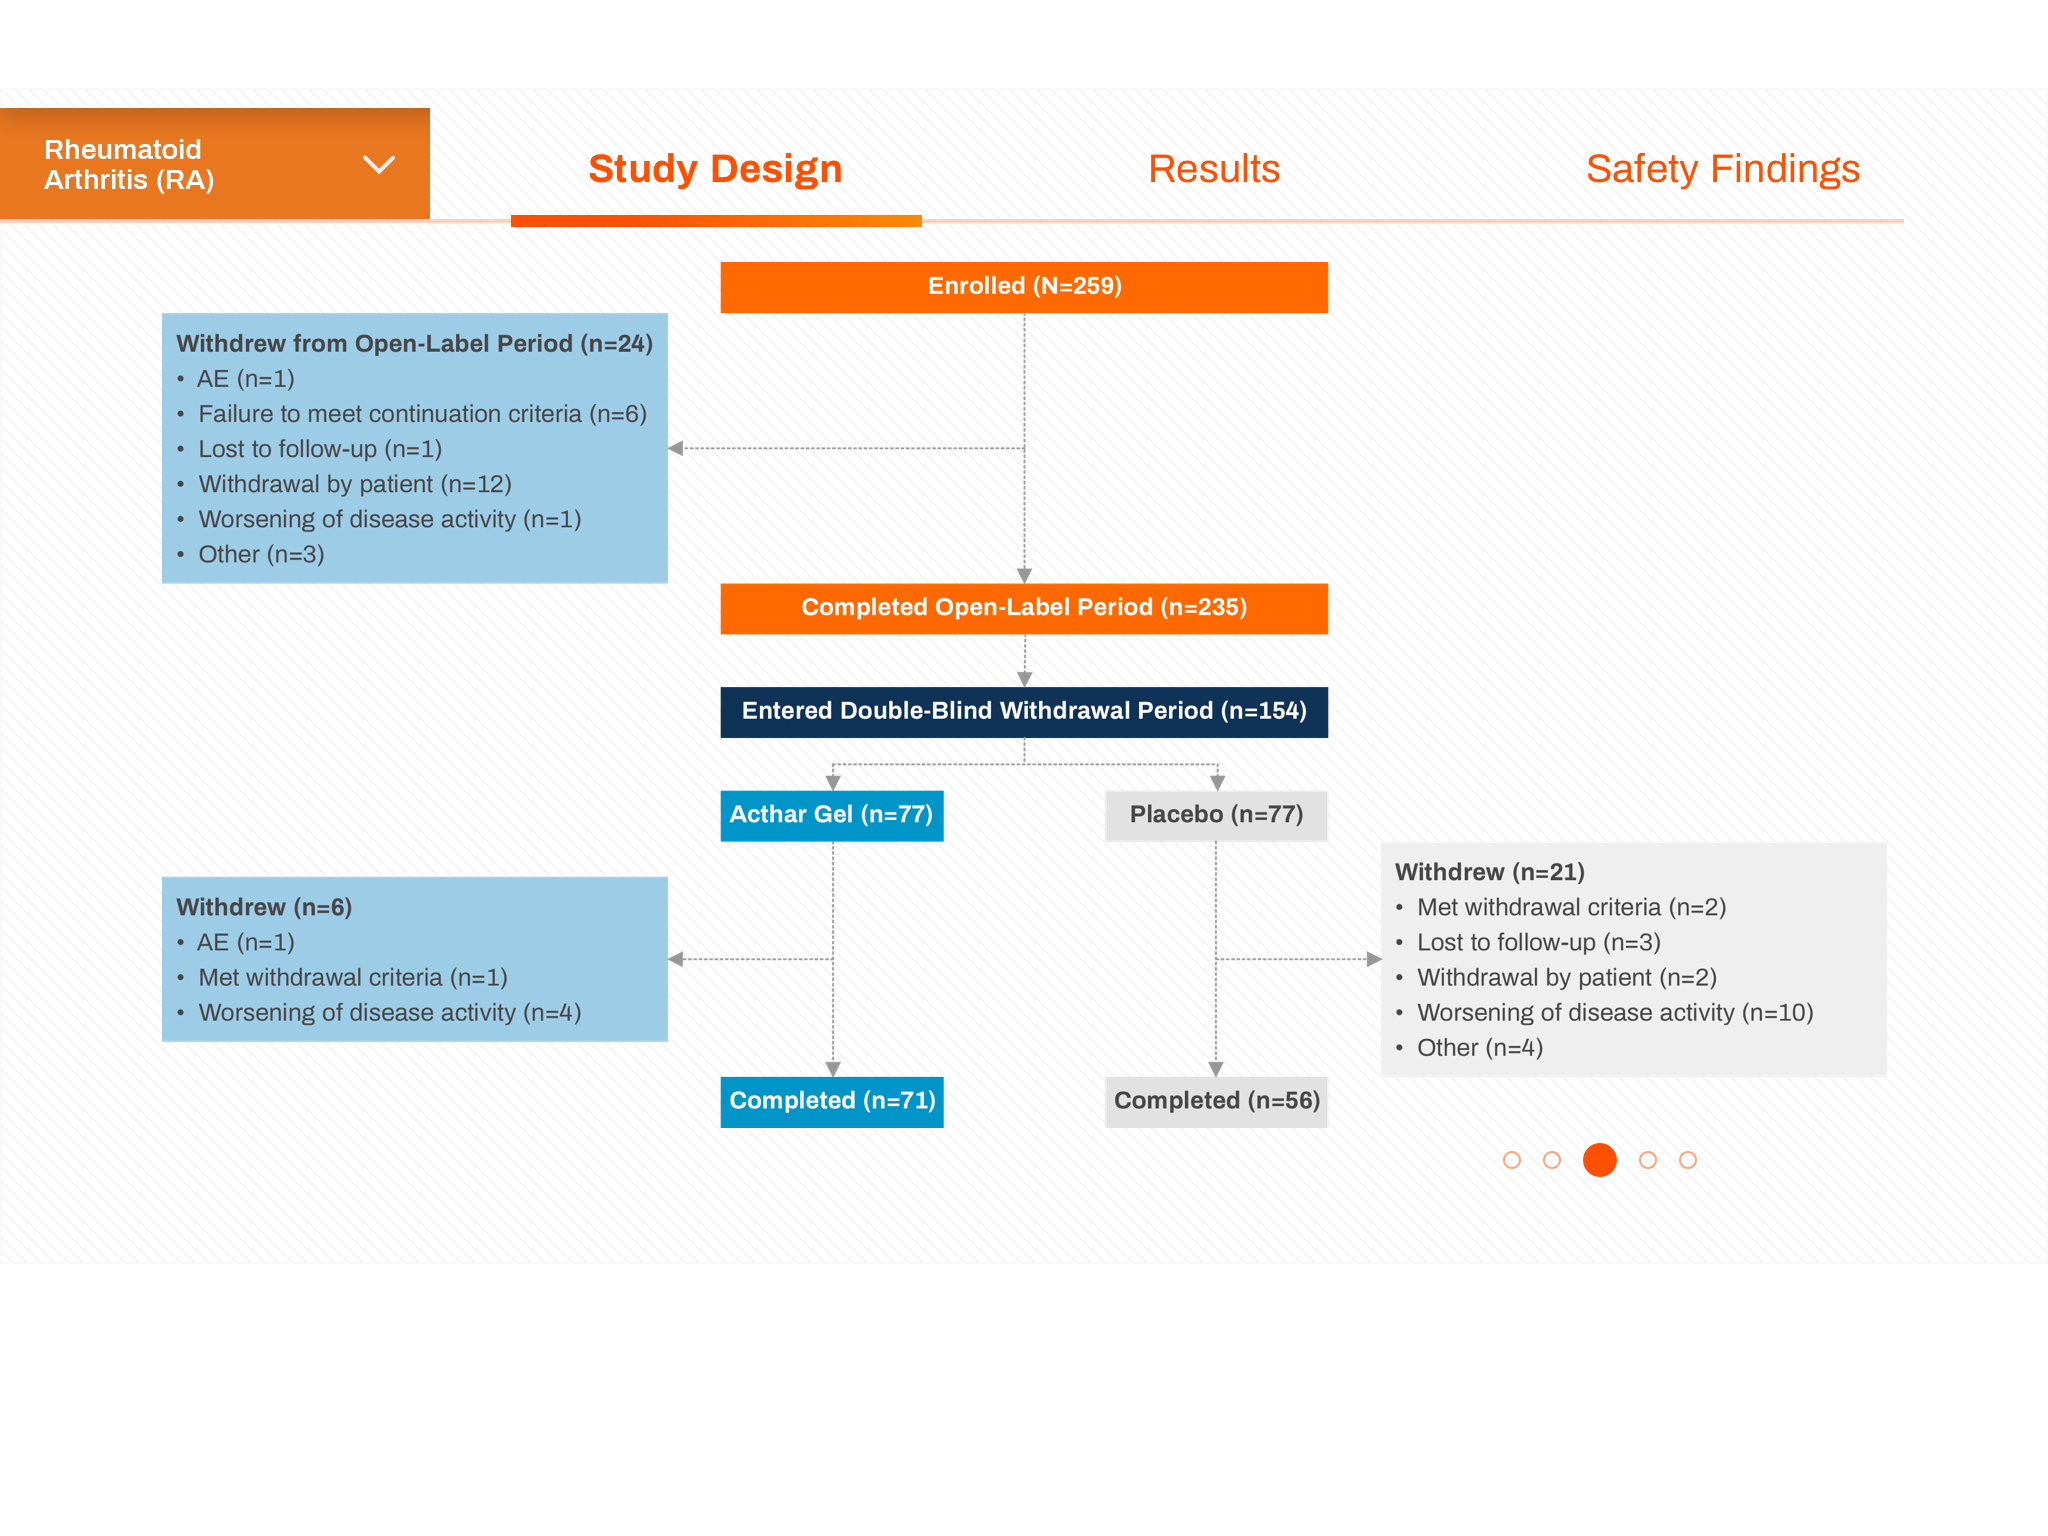 Rheumatoid
Arthritis (RA)
Study Design
Results
Safety Findings
Enrolled (N=259)
Withdrew from Open-Label Period (n=24)
• AE (n=1)
• Failure to meet continuation criteria (n=6)
• Lost to follow-up (n=1)
• Withdrawal by patient (n=12)
• Worsening of disease activity (n=1)
• Other (n=3)
Completed Open-Label Period (n=235)
Entered Double-Blind Withdrawal Period (n=154)
Acthar Gel (n=77)
Placebo (n=77)
Withdrew (n=6)
• AE (n=1)
• Met withdrawal criteria (n=1)
• Worsening of disease activity (n=4)
Withdrew (n=21)
• Met withdrawal criteria (n=2)
• Lost to follow-up (n=3)
• Withdrawal by patient (n=2)
• Worsening of disease activity (n=10)
• Other (n=4)
Completed (n=71)
Completed (n=56)